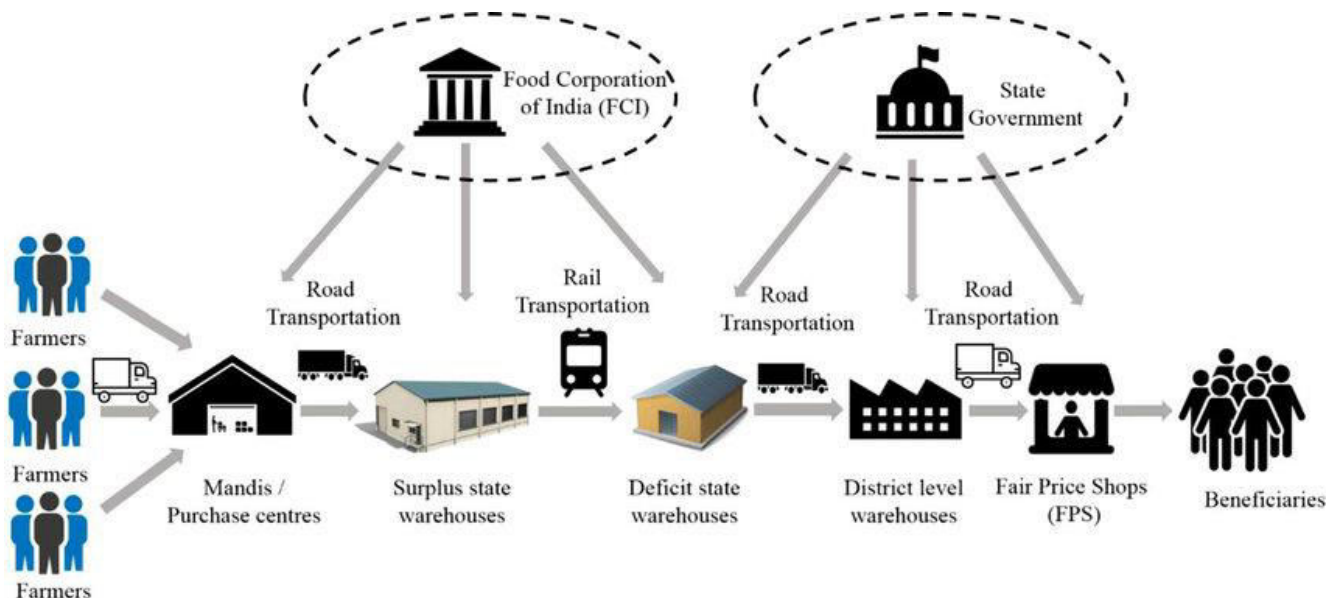 Food Corporation
of India (FCI)
State
Government
Road
Transportation
Rail
Transportation
Road
Transportation
Road
Transportation
Farmers
Farmers
Farmers
Mandis /
Purchase centres
Surplus state
warehouses
Deficit state
warehouses
District level
warehouses
Fair Price Shops
(FPS)
Beneficiaries